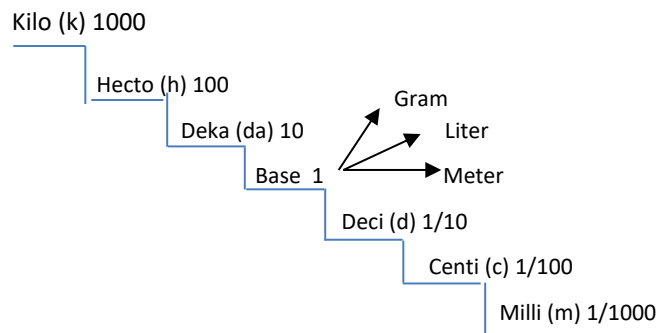 Kilo (k) 1000
Hecto (h) 100
Gram
Deka (da) 10
Liter
Base 1
Meter
Deci (d) 1/10
Centi (c) 1/100
Milli (m) 1/1000